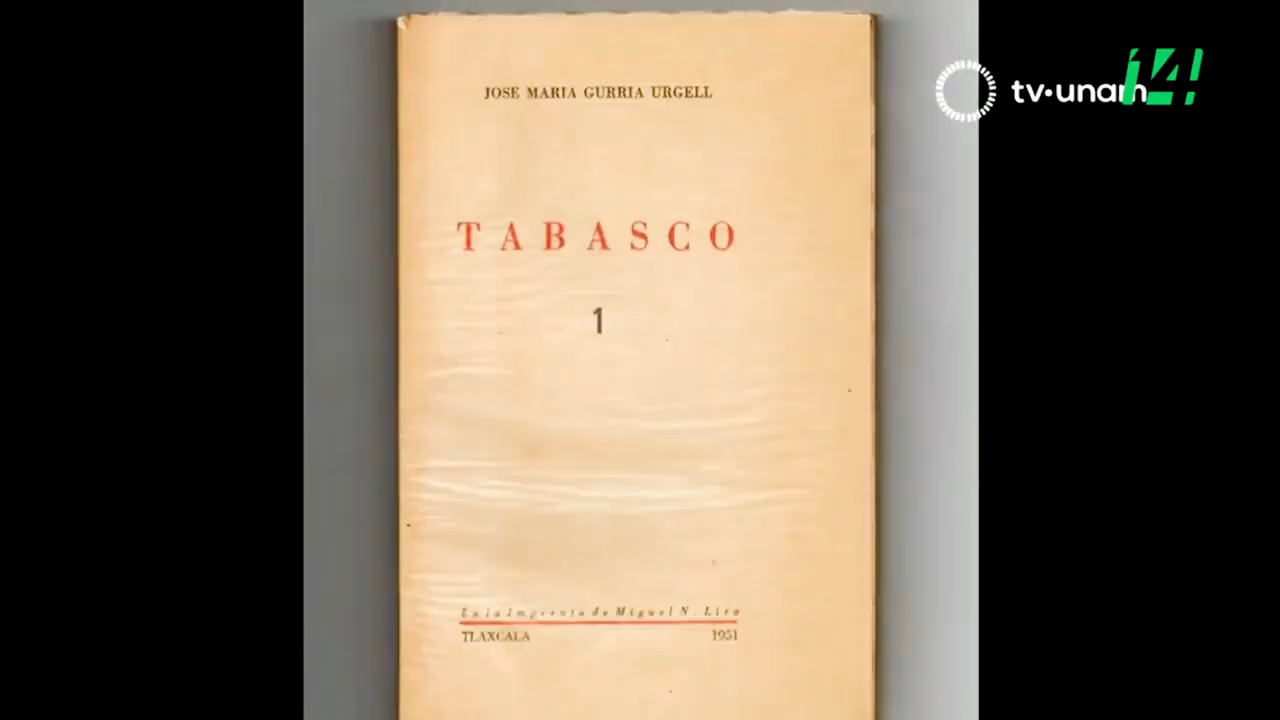 JOSE MARIA GURRIA URGELL
TABASCO
1
En la Imprenta de Miguel N. Lira
TLAXCALA 1951
tv·unam
14!